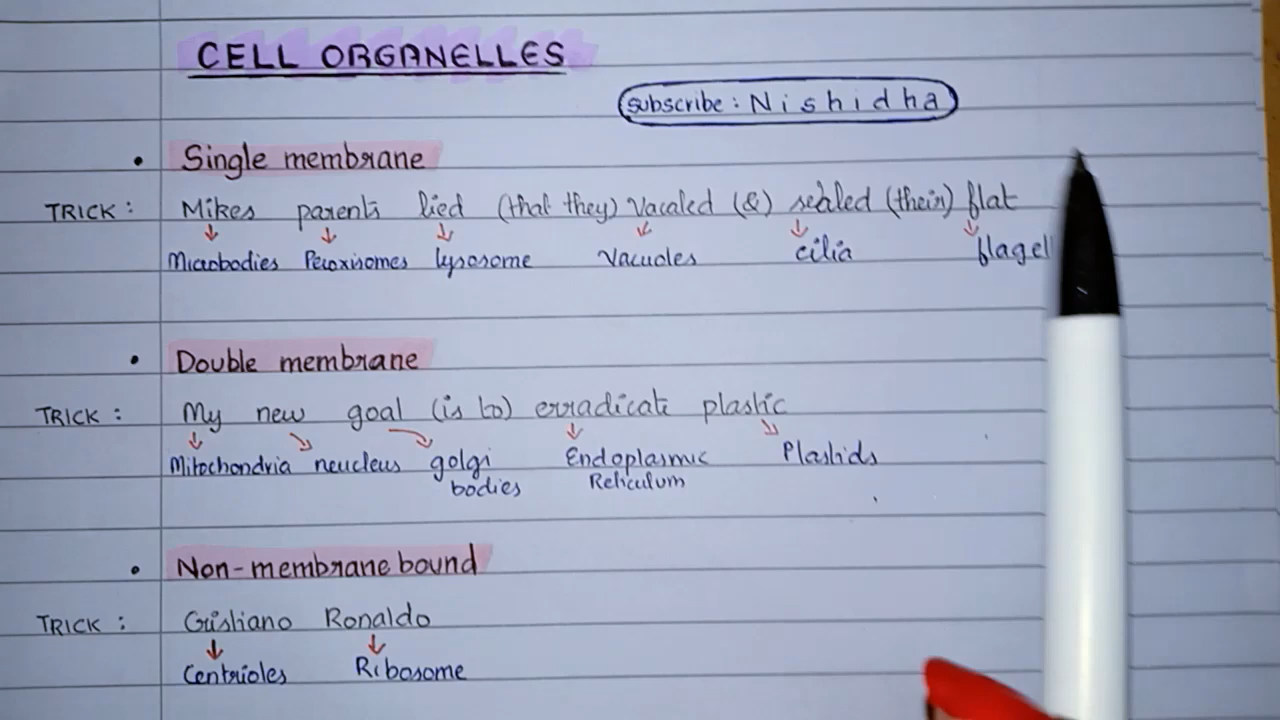 CELL ORGANELLES
subscribe: Nishidha
• Single membrane
TRICK: Mikes parents lied (that they) Vacaled (&) sealed (their) flat
Microbodies Peroxisomes Lysosome Vacuoles cilia flagell
• Double membrane
TRICK: My new goal (is to) erradicate plastic
Mitochondria neucleus golgi bodies Endoplasmic Reticulum Plastids
• Non-membrane bound
TRICK: Cristiano Ronaldo
Centrioles Ribosome